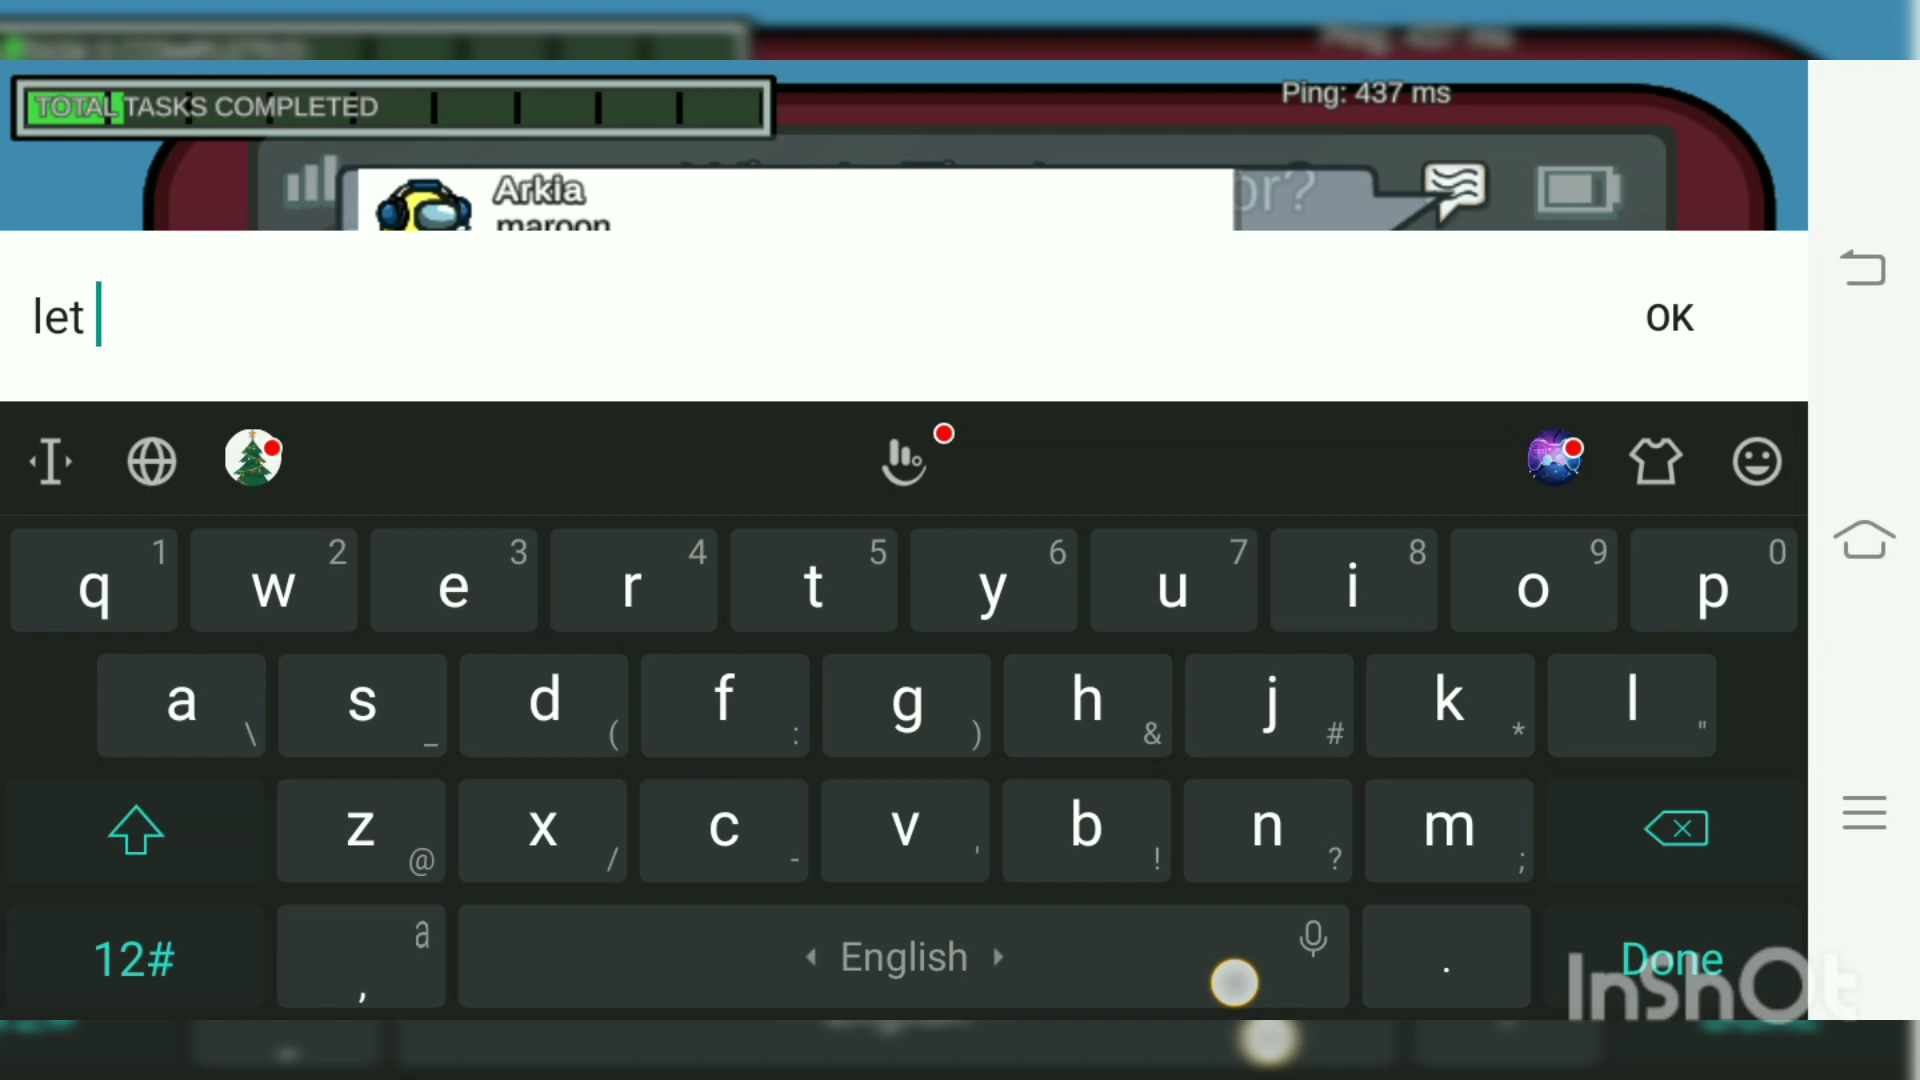 TOTAL TASKS COMPLETED
Ping: 437 ms
or?
Arkia
maroon
let
OK
1 2 3 4 5 6 7 8 9 0
q w e r t y u i o p
a s d f g h j k l
\ _ ( : ) & # * "
z x c v b n m
@ / - ' ! ? ;
12# , a English . Done
InShOt